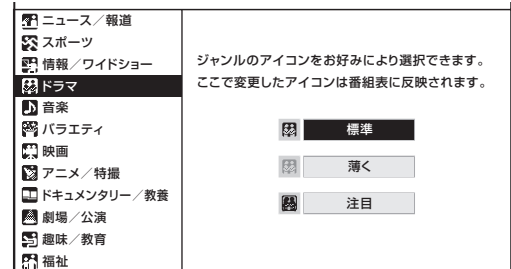 ニュース／報道
スポーツ
情報／ワイドショー
ドラマ
音楽
バラエティ
映画
アニメ／特撮
ドキュメンタリー／教養
劇場／公演
趣味／教育
福祉
ジャンルのアイコンをお好みにより選択できます。
ここで変更したアイコンは番組表に反映されます。
標準
薄く
注目